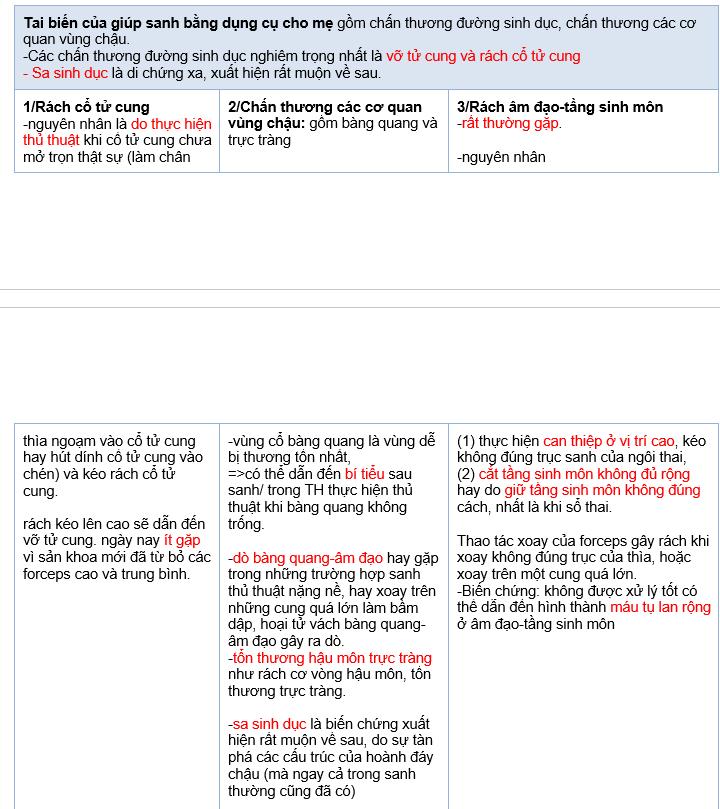 Tai biến của giúp sanh bằng dụng cụ cho mẹ gồm chấn thương đường sinh dục, chấn thương các cơ
quan vùng chậu.
-Các chấn thương đường sinh dục nghiêm trọng nhất là vỡ tử cung và rách cổ tử cung
- Sa sinh dục là di chứng xa, xuất hiện rất muộn về sau.
1/Rách cổ tử cung
-nguyên nhân là do thực hiện
thủ thuật khi cổ tử cung chưa
mở trọn thật sự (làm chân
2/Chấn thương các cơ quan
vùng chậu: gồm bàng quang và
trực tràng
3/Rách âm đạo-tầng sinh môn
-rất thường gặp.
-nguyên nhân
thìa ngoạm vào cổ tử cung
hay hút dính cổ tử cung vào
chén) và kéo rách cổ tử
cung.
rách kéo lên cao sẽ dẫn đến
vỡ tử cung. ngày nay ít gặp
vì sản khoa mới đã từ bỏ các
forceps cao và trung bình.
-vùng cổ bàng quang là vùng dễ
bị thương tổn nhất,
=>có thể dẫn đến bí tiểu sau
sanh/ trong TH thực hiện thủ
thuật khi bàng quang không
trống.
-dò bàng quang-âm đạo hay gặp
trong những trường hợp sanh
thủ thuật nặng nề, hay xoay trên
những cung quá lớn làm bầm
dập, hoại tử vách bàng quang-
âm đạo gây ra dò.
-tổn thương hậu môn trực tràng
như rách cơ vòng hậu môn, tổn
thương trực tràng.
-sa sinh dục là biến chứng xuất
hiện rất muộn về sau, do sự tàn
phá các cấu trúc của hoành đáy
chậu (mà ngay cả trong sanh
thường cũng đã có)
(1) thực hiện can thiệp ở vị trí cao, kéo
không đúng trục sanh của ngôi thai,
(2) cắt tầng sinh môn không đủ rộng
hay do giữ tầng sinh môn không đúng
cách, nhất là khi sổ thai.
Thao tác xoay của forceps gây rách khi
xoay không đúng trục của thìa, hoặc
xoay trên một cung quá lớn.
-Biến chứng: không được xử lý tốt có
thể dẫn đến hình thành máu tụ lan rộng
ở âm đạo-tầng sinh môn